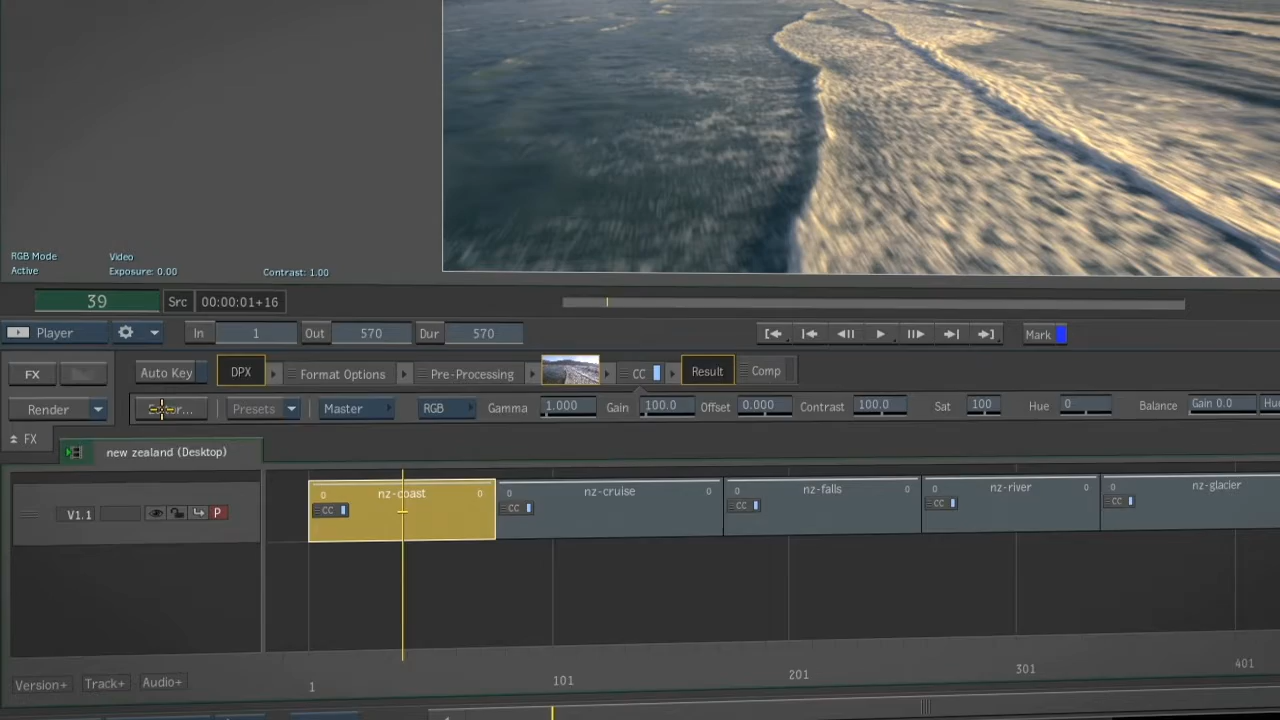 RGB Mode Video
Active Exposure: 0.00 Contrast: 1.00
39 Src 00:00:01+16
Player In 1 Out 570 Dur 570 Mark
FX Auto Key DPX Format Options Pre-Processing CC Result Comp
Render Presets Master RGB Gamma 1.000 Gain 100.0 Offset 0.000 Contrast 100.0 Sat 100 Hue 0 Balance Gain 0.0
FX new zealand (Desktop)
0 nz-coast 0 0 nz-cruise 0 0 nz-falls 0 0 nz-river 0 0 nz-glacier
V1.1 P CC CC CC CC CC
Version+ Track+ Audio+ 1 101 201 301 401